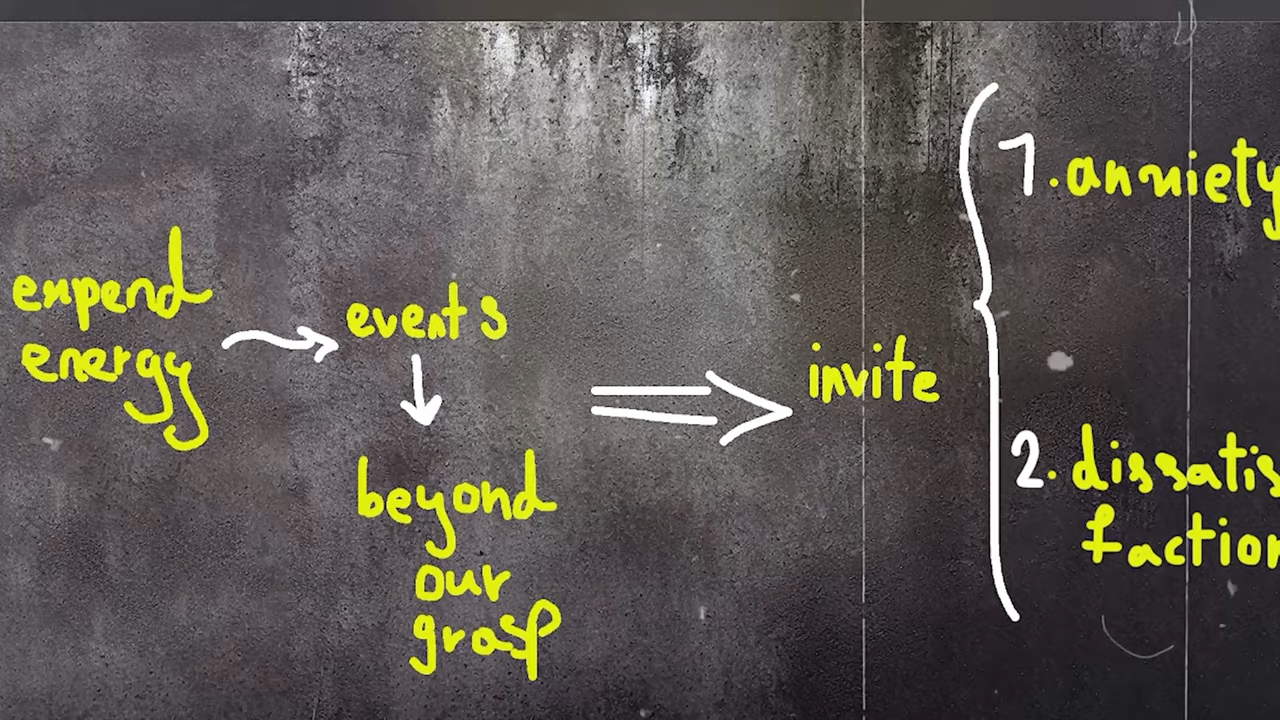 expend
energy
events
beyond
our
grasp
invite
1. anxiety
2. dissatis
faction